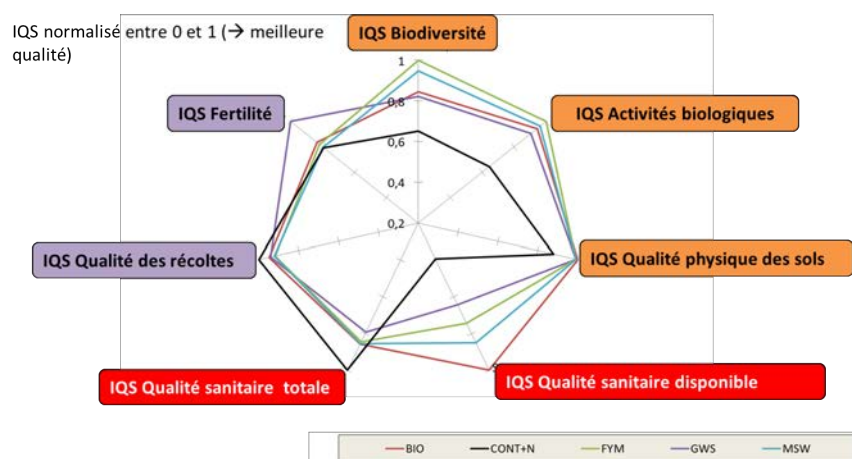 IQS normalisé entre 0 et 1 (→ meilleure
qualité)
IQS Biodiversité
IQS Fertilité
IQS Activités biologiques
1
0,8
0,6
0,4
0,2
IQS Qualité des récoltes
IQS Qualité physique des sols
IQS Qualité sanitaire totale
IQS Qualité sanitaire disponible
BIO CONT+N FYM GWS MSW